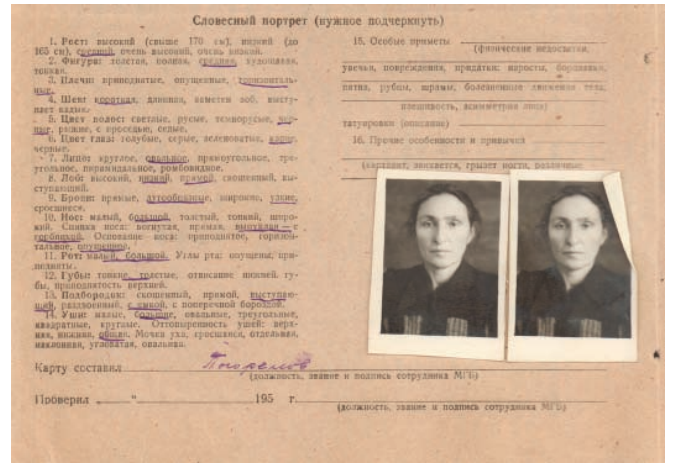 Словесный портрет (нужное подчеркнуть)
1. Рост: высокий (свыше 170 см), низкий (до
165 см), средний, очень высокий, очень низкий.
2. Фигура: толстая, полная, средняя, худощавая,
тонкая.
3. Плечи: приподнятые, опущенные, горизонталь-
ные.
4. Шея: короткая, длинная, заметен зоб, высту-
пает кадык.
5. Цвет волос: светлые, русые, темнорусые, чер-
ные, рыжие, с проседью, седые.
6. Цвет глаз: голубые, серые, зеленоватые, карие,
черные.
7. Лицо: круглое, овальное, прямоугольное, тре-
угольное, пирамидальное, ромбовидное.
8. Лоб: высокий, низкий, прямой, скошенный, вы-
ступающий.
9. Брови: прямые, дугообразные, широкие, узкие,
сросшиеся.
10. Нос: малый, большой, толстый, тонкий, широ-
кий. Спинка носа: вогнутая, прямая, выпуклая — с
горбинкой. Основание носа: приподнятое, горизон-
тальное, опущенное.
11. Рот: малый, большой. Углы рта: опущены, при-
подняты.
12. Губы: тонкие, толстые, отвисание нижней гу-
бы, приподнятость верхней.
13. Подбородок: скошенный, прямой, выступаю-
щий, раздвоенный, с ямкой, с поперечной бороздой.
14. Уши: малые, большие, овальные, треугольные,
квадратные, круглые. Оттопыренность ушей: верх-
няя, нижняя, общая. Мочка уха, сросшаяся, отдельная,
наклонная, угловатая, овальная.
15. Особые приметы
(физические недостатки,
увечья, повреждения, придатки: наросты, бородавки,
пятна, рубцы, шрамы, болезненные движения тела,
плешивость, асимметрия лица)
татуировки (описание)
16. Прочие особенности и привычки
(картавит, заикается, грызет ногти, различные
Карту составил
(должность, звание и подпись сотрудника МГБ)
Проверил „ “ 195 г.
(должность, звание и подпись сотрудника МГБ)